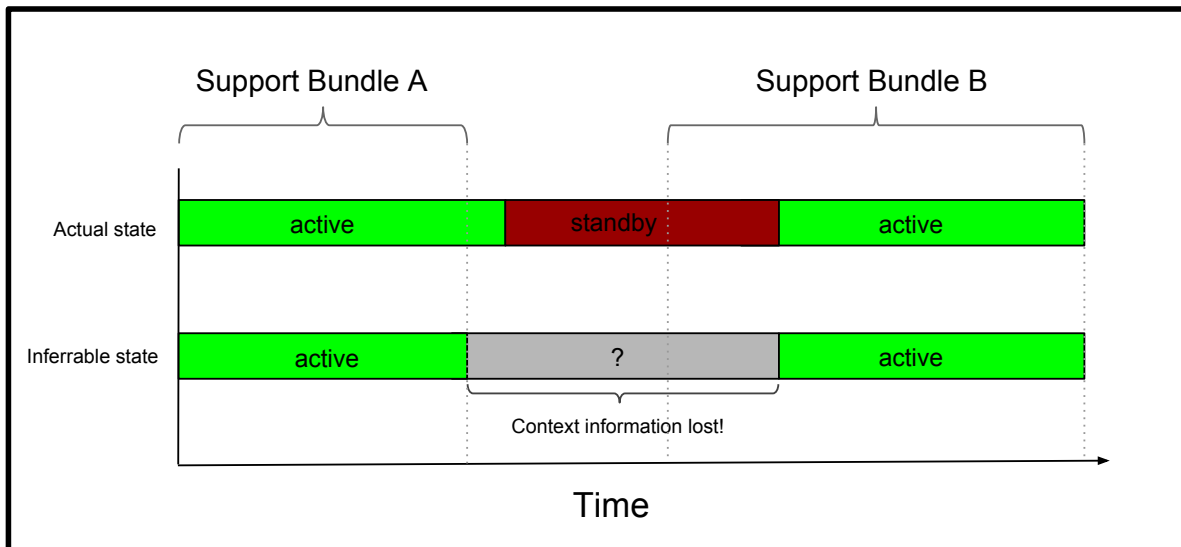 Support Bundle A
Support Bundle B
Actual state
active
standby
active
Inferrable state
active
?
active
Context information lost!
Time